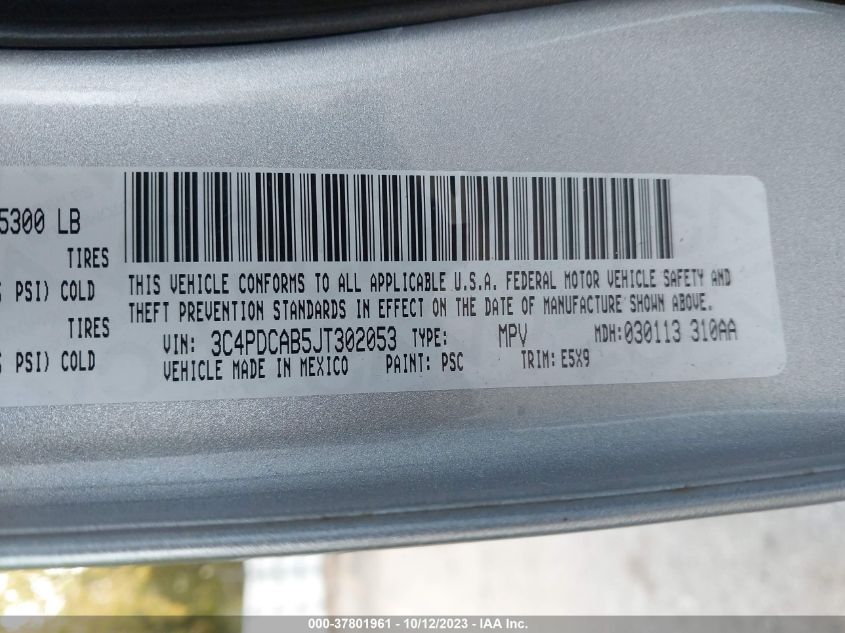 5300 LB
TIRES
PSI) COLD
TIRES
PSI) COLD
THIS VEHICLE CONFORMS TO ALL APPLICABLE U.S.A. FEDERAL MOTOR VEHICLE SAFETY AND
THEFT PREVENTION STANDARDS IN EFFECT ON THE DATE OF MANUFACTURE SHOWN ABOVE.
VIN: 3C4PDCAB5JT302053 TYPE: MPV MDH:030113 310AA
VEHICLE MADE IN MEXICO PAINT: PSC TRIM: E5X9
000-37801961 - 10/12/2023 - IAA Inc.